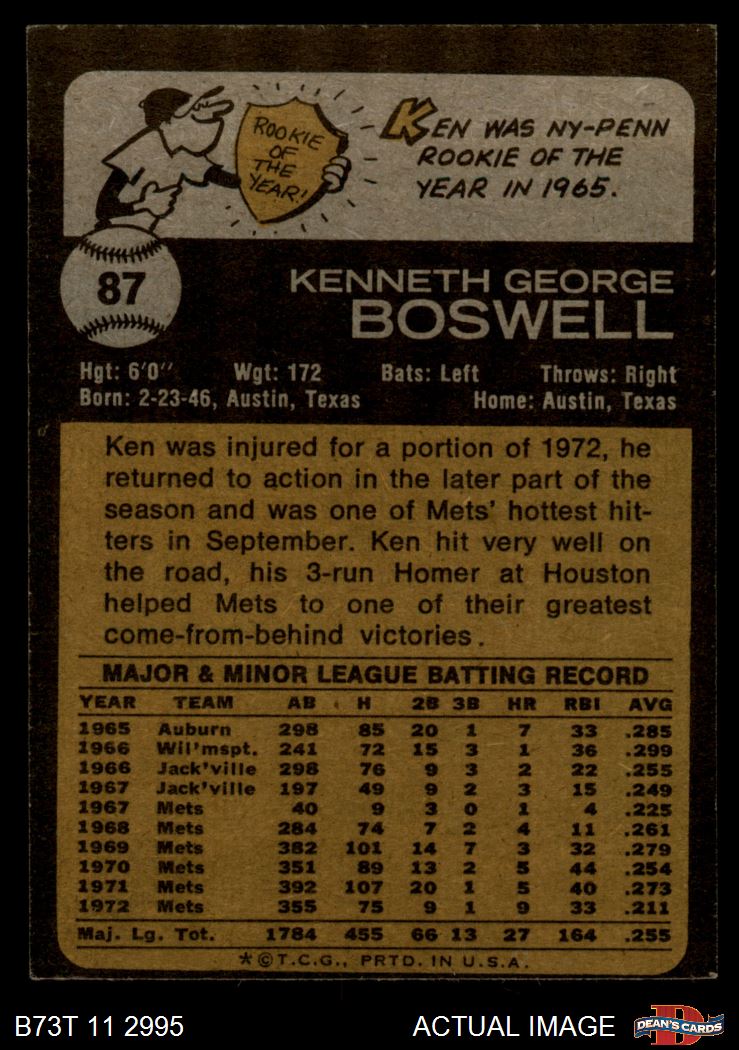 ROOKIE
OF
THE
YEAR!
KEN WAS NY-PENN
ROOKIE OF THE
YEAR IN 1965.
87
KENNETH GEORGE
BOSWELL
Hgt: 6'0" Wgt: 172 Bats: Left Throws: Right
Born: 2-23-46, Austin, Texas Home: Austin, Texas
Ken was injured for a portion of 1972, he
returned to action in the later part of the
season and was one of Mets' hottest hit-
ters in September. Ken hit very well on
the road, his 3-run Homer at Houston
helped Mets to one of their greatest
come-from-behind victories.
MAJOR & MINOR LEAGUE BATTING RECORD
YEAR TEAM AB H 2B 3B HR RBI AVG
1965 Auburn 298 85 20 1 7 33 .285
1966 Wil'mspt. 241 72 15 3 1 36 .299
1966 Jack'ville 298 76 9 3 2 22 .255
1967 Jack'ville 197 49 9 2 3 15 .249
1967 Mets 40 9 3 0 1 4 .225
1968 Mets 284 74 7 2 4 11 .261
1969 Mets 382 101 14 7 3 32 .279
1970 Mets 351 89 13 2 5 44 .254
1971 Mets 392 107 20 1 5 40 .273
1972 Mets 355 75 9 1 9 33 .211
Maj. Lg. Tot. 1784 455 66 13 27 164 .255
*©T.C.G., PRTD. IN U.S.A.
B73T 11 2995 ACTUAL IMAGE
DEAN'S CARDS